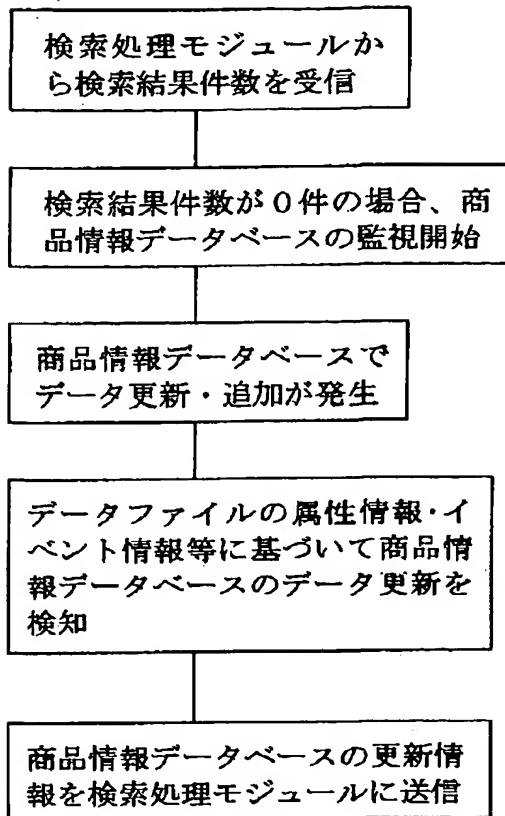 検索処理モジュールか
ら検索結果件数を受信
検索結果件数が０件の場合、商
品情報データベースの監視開始
商品情報データベースで
データ更新・追加が発生
データファイルの属性情報・イ
ベント情報等に基づいて商品情
報データベースのデータ更新を
検知
商品情報データベースの更新情
報を検索処理モジュールに送信